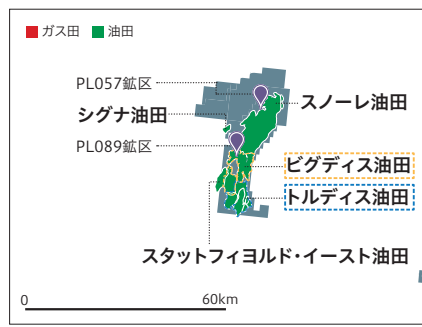 ガス田 油田
PL057鉱区
スノーレ油田
シグナ油田
PL089鉱区
ビグディス油田
トルディス油田
スタットフィヨルド・イースト油田
0 60km